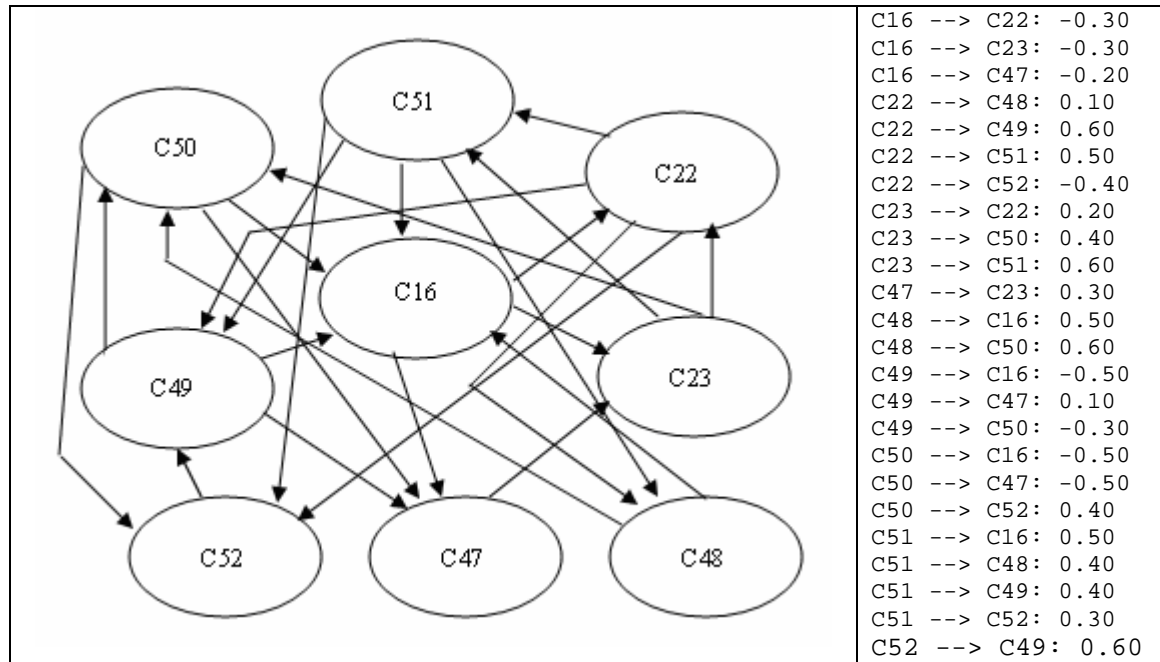 C51
C50
C22
C16
C49
C23
C52
C47
C48
C16 --> C22: -0.30
C16 --> C23: -0.30
C16 --> C47: -0.20
C22 --> C48: 0.10
C22 --> C49: 0.60
C22 --> C51: 0.50
C22 --> C52: -0.40
C23 --> C22: 0.20
C23 --> C50: 0.40
C23 --> C51: 0.60
C47 --> C23: 0.30
C48 --> C16: 0.50
C48 --> C50: 0.60
C49 --> C16: -0.50
C49 --> C47: 0.10
C49 --> C50: -0.30
C50 --> C16: -0.50
C50 --> C47: -0.50
C50 --> C52: 0.40
C51 --> C16: 0.50
C51 --> C48: 0.40
C51 --> C49: 0.40
C51 --> C52: 0.30
C52 --> C49: 0.60